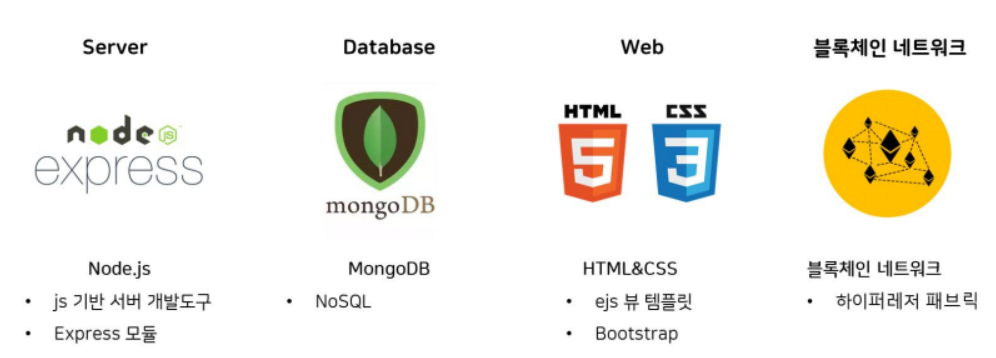 Server
node JS
express
Node.js
• js 기반 서버 개발도구
• Express 모듈
Database
mongoDB
MongoDB
• NoSQL
Web
HTML
5
CSS
3
HTML&CSS
• ejs 뷰 템플릿
• Bootstrap
블록체인 네트워크
블록체인 네트워크
• 하이퍼레저 패브릭